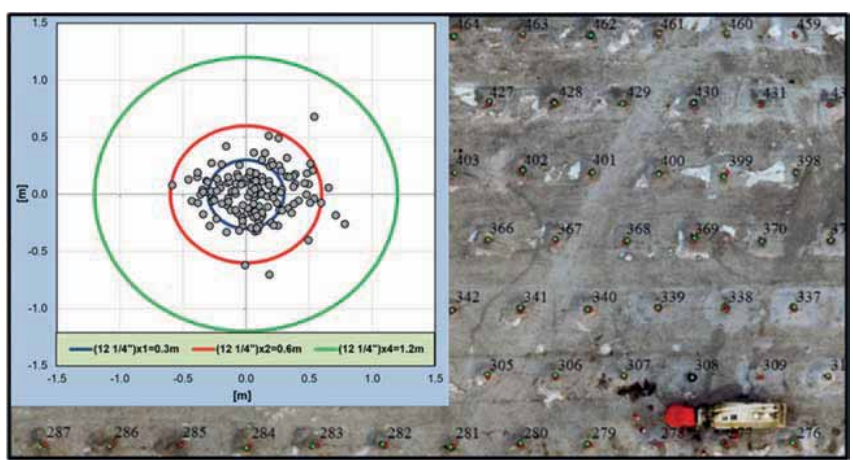 1.5
1.0
0.5
0.0
-0.5
-1.0
-1.5
[m]
(12 1/4")x1=0.3m (12 1/4")x2=0.6m (12 1/4")x4=1.2m
-1.5 -1.0 -0.5 0.0 0.5 1.0 1.5
[m]
464 463 462 461 460 459
427 428 429 430 431
403 402 401 400 399 398
366 367 368 369 370
342 341 340 339 338 337
305 306 307 308 309
287 286 285 284 283 282 281 280 279 278 277 276